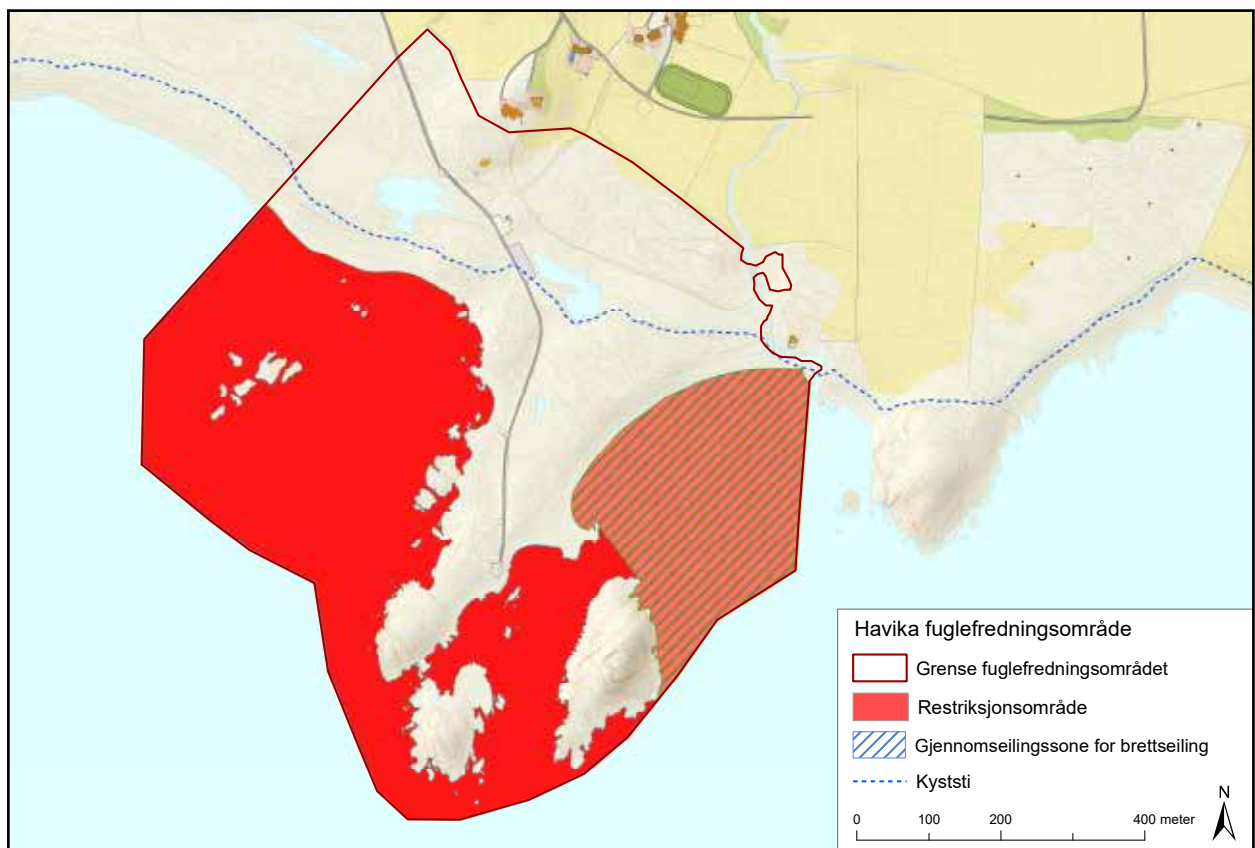 Havika fuglefredningsområde
Grense fuglefredningsområdet
Restriksjonsområde
Gjennomseilingssone for brettseiling
Kyststi
N
0 100 200 400 meter